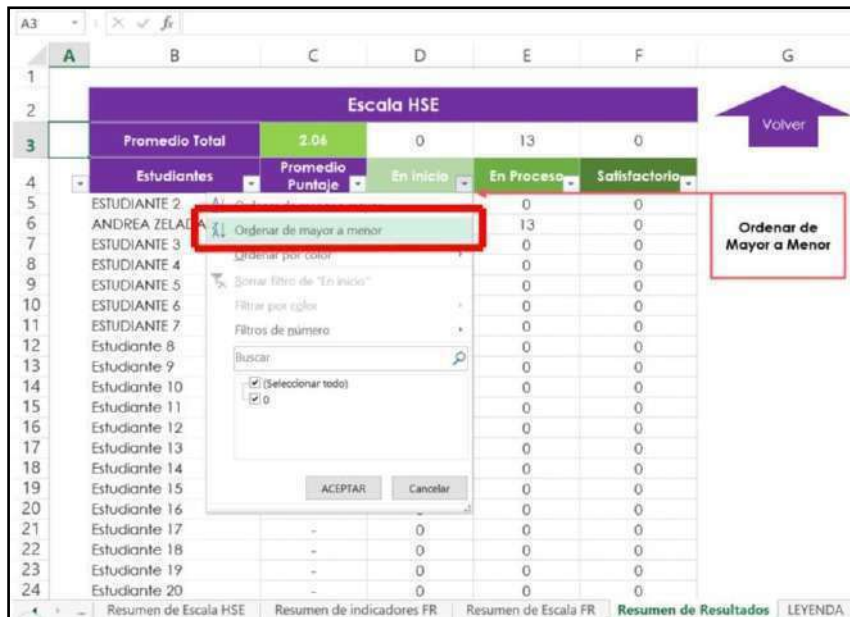 A3 fx
A B C D E F G
1
2 Escala HSE
Volver
3 Promedio Total 2.06 0 13 0
4 Estudiantes Promedio Puntaje En inicio En Proceso Satisfactorio
5 ESTUDIANTE 2 0 0
6 ANDREA ZELADA 13 0
Ordenar de mayor a menor
Ordenar de
Mayor a Menor
7 ESTUDIANTE 3 0 0
Ordenar por color
8 ESTUDIANTE 4 0 0
Borrar filtro de "En inicio"
9 ESTUDIANTE 5 0 0
Filtrar por color
10 ESTUDIANTE 6 0 0
Filtros de número
11 ESTUDIANTE 7 0 0
12 Estudiante 8 0 0
Buscar
13 Estudiante 9 0 0
(Seleccionar todo)
14 Estudiante 10 0 0
0
15 Estudiante 11 0 0
16 Estudiante 12 0 0
17 Estudiante 13 0 0
18 Estudiante 14 0 0
19 Estudiante 15 0 0
ACEPTAR Cancelar
20 Estudiante 16 0 0
21 Estudiante 17 - 0 0 0
22 Estudiante 18 - 0 0 0
23 Estudiante 19 - 0 0 0
24 Estudiante 20 - 0 0 0
... Resumen de Escala HSE Resumen de indicadores FR Resumen de Escala FR Resumen de Resultados LEYENDA